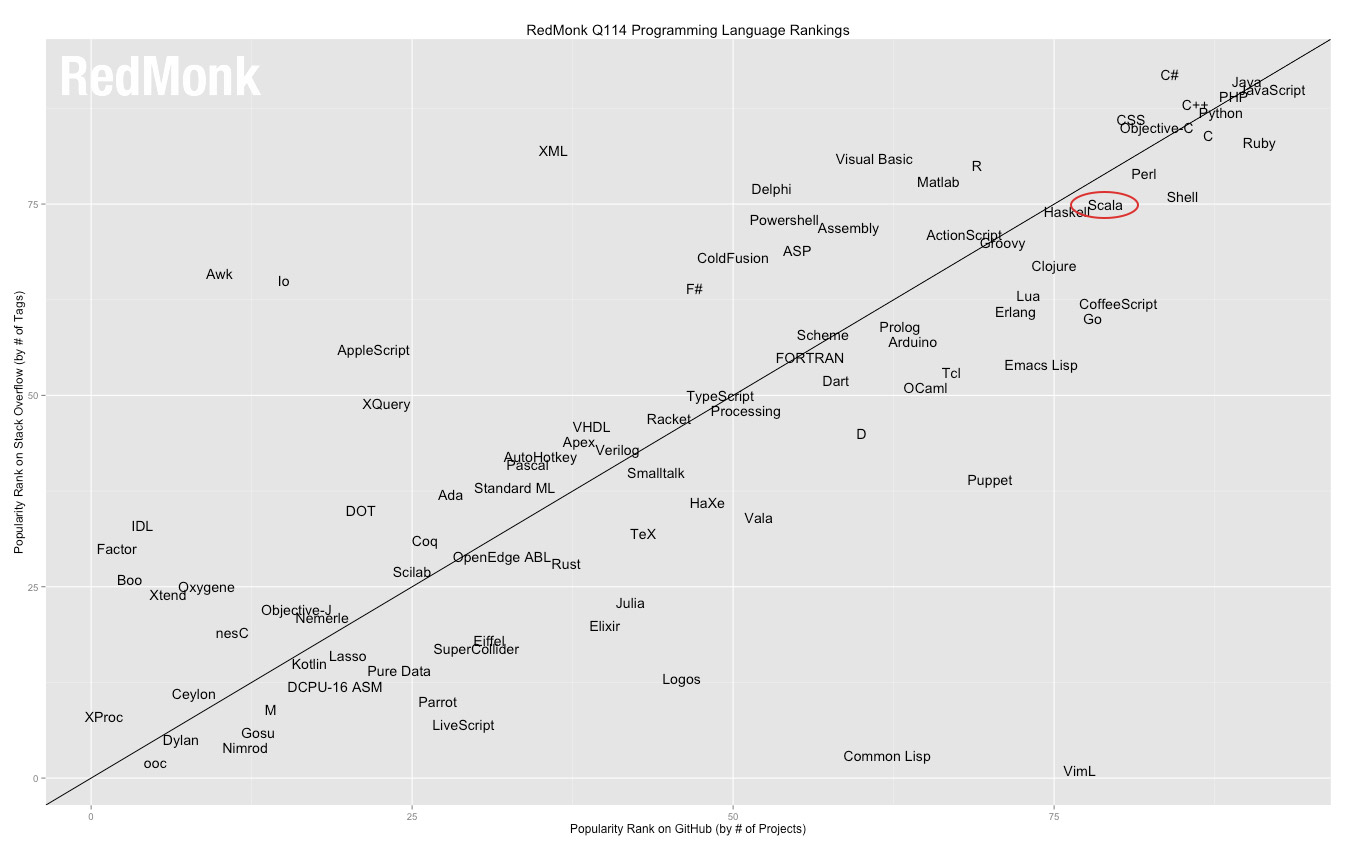 RedMonk Q114 Programming Language Rankings
RedMonk
C#
Java
JavaScript
PHP
C++
Python
CSS
Objective-C
C
Ruby
XML
Visual Basic
R
Perl
Matlab
Delphi
Shell
75
Scala
Haskell
Powershell
Assembly
ActionScript
Groovy
ASP
ColdFusion
Clojure
Awk
Io
F#
Lua
CoffeeScript
Erlang
Go
Prolog
Scheme
Arduino
AppleScript
FORTRAN
Emacs Lisp
Tcl
Dart
OCaml
50
TypeScript
XQuery
Processing
Racket
VHDL
D
Apex
Verilog
AutoHotkey
Pascal
Smalltalk
Puppet
Standard ML
Ada
HaXe
DOT
Vala
IDL
TeX
Coq
Factor
OpenEdge ABL
Rust
Scilab
Boo
25
Oxygene
Xtend
Julia
Objective-J
Nemerle
Elixir
nesC
Eiffel
SuperCollider
Lasso
Kotlin
Pure Data
Logos
DCPU-16 ASM
Ceylon
Parrot
M
XProc
LiveScript
Gosu
Dylan
Nimrod
Common Lisp
ooc
VimL
0
0
25
50
75
Popularity Rank on GitHub (by # of Projects)
Popularity Rank on Stack Overflow (by # of Tags)